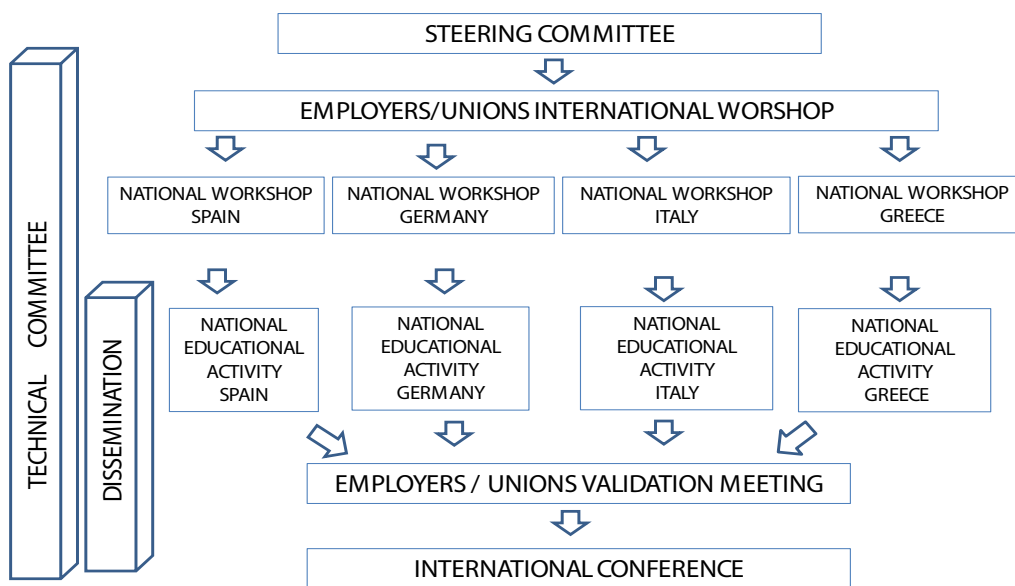 STEERING COMMITTEE
EMPLOYERS/UNIONS INTERNATIONAL WORSHOP
NATIONAL WORKSHOP
SPAIN
NATIONAL WORKSHOP
GERMANY
NATIONAL WORKSHOP
ITALY
NATIONAL WORKSHOP
GREECE
NATIONAL
EDUCATIONAL
ACTIVITY
SPAIN
NATIONAL
EDUCATIONAL
ACTIVITY
GERMANY
NATIONAL
EDUCATIONAL
ACTIVITY
ITALY
NATIONAL
EDUCATIONAL
ACTIVITY
GREECE
EMPLOYERS / UNIONS VALIDATION MEETING
INTERNATIONAL CONFERENCE
TECHNICAL COMMITTEE
DISSEMINATION